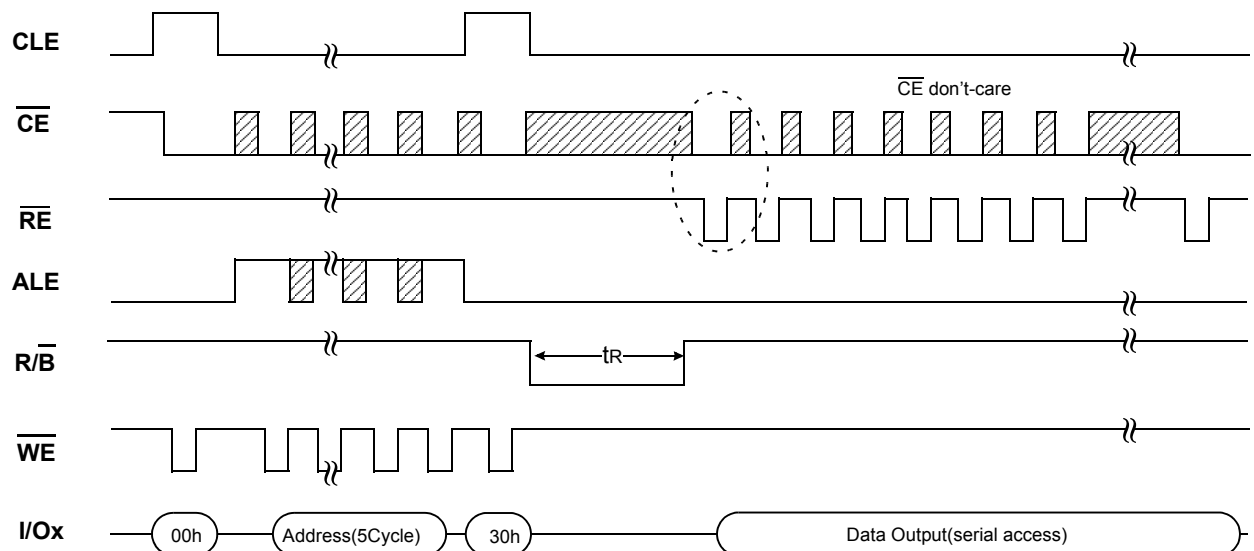 CLE
CE
CE don't-care
RE
ALE
R/B
tR
WE
I/Ox
00h
Address(5Cycle)
30h
Data Output(serial access)